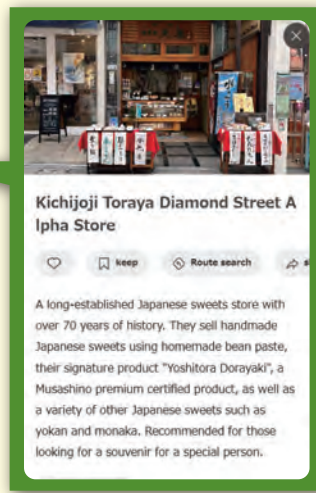 Kichijoji Toraya Diamond Street A
lpha Store
keep
Route search
A long-established Japanese sweets store with
over 70 years of history. They sell handmade
Japanese sweets using homemade bean paste,
their signature product "Yoshitora Dorayaki", a
Musashino premium certified product, as well as
a variety of other Japanese sweets such as
yokan and monaka. Recommended for those
looking for a souvenir for a special person.